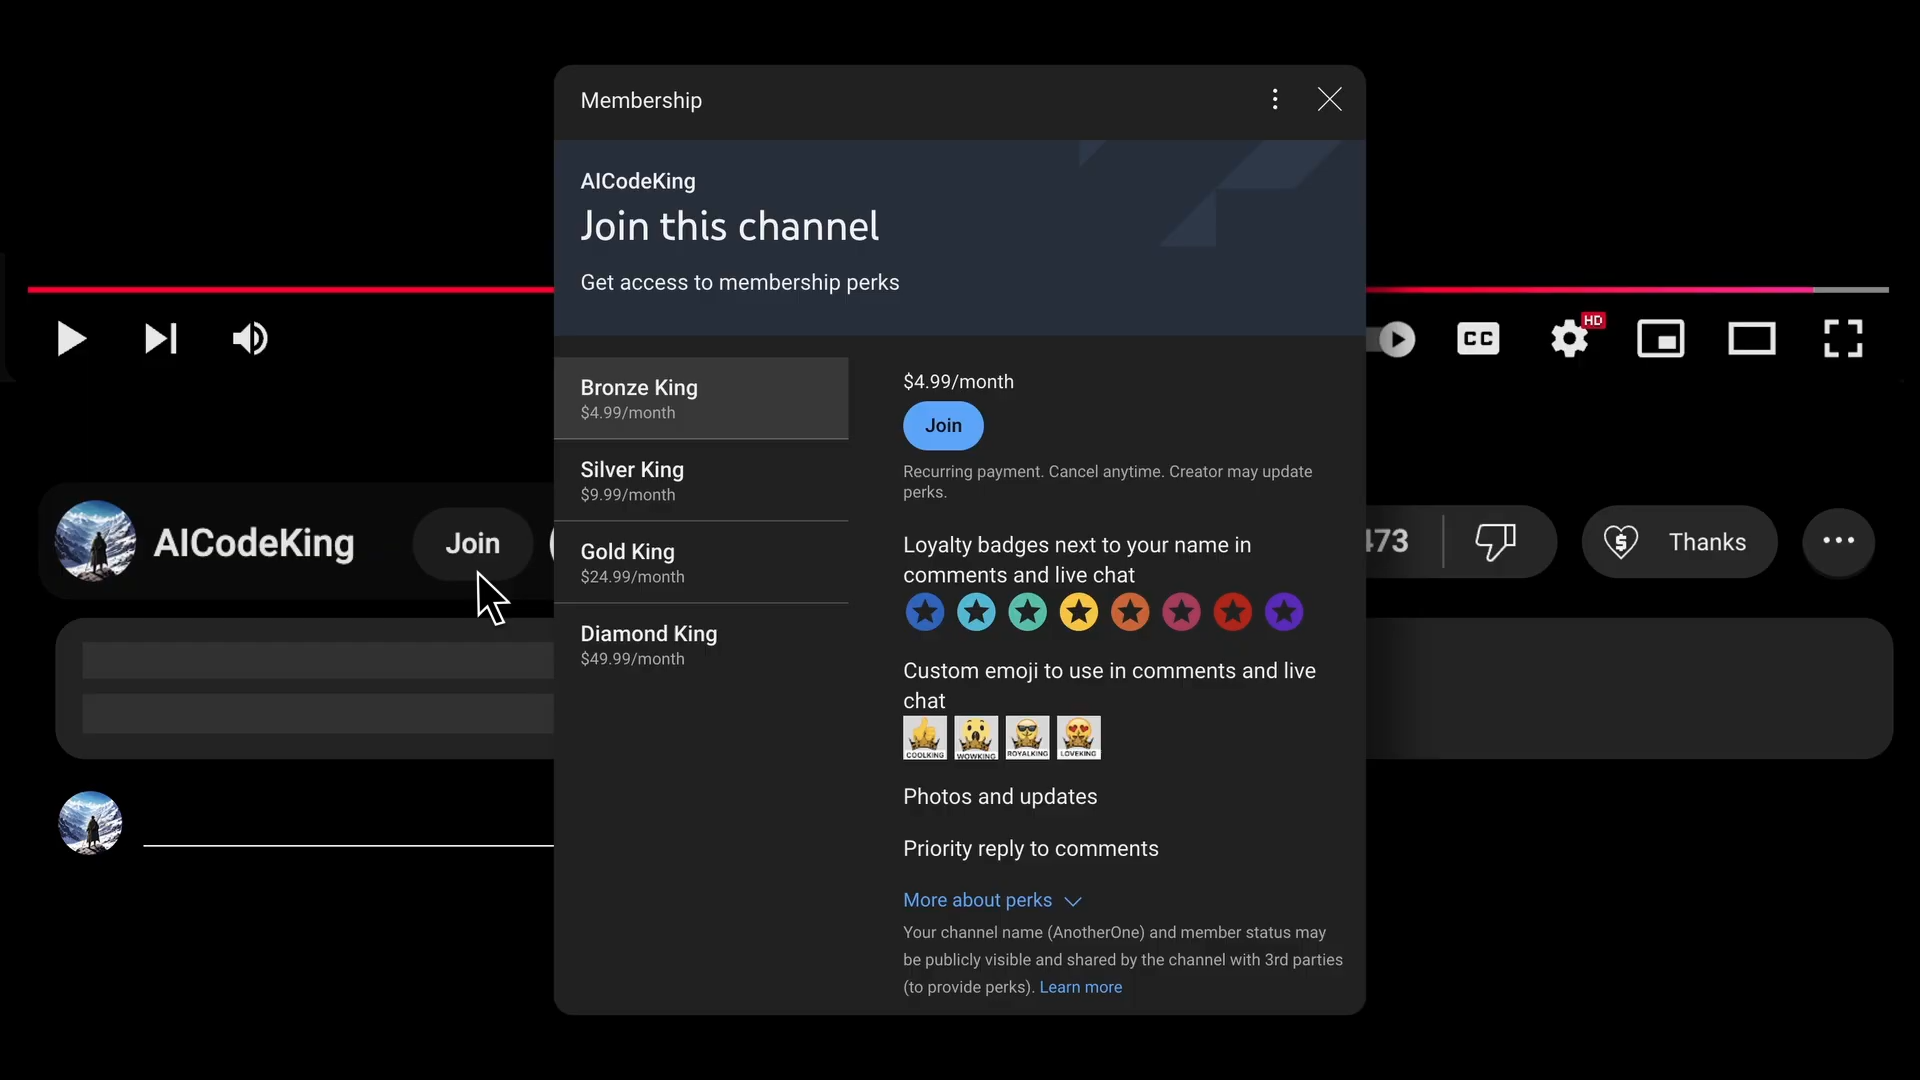 Membership
AICodeKing
Join this channel
Get access to membership perks
HD
CC
Bronze King
$4.99/month
Silver King
$9.99/month
Gold King
$24.99/month
Diamond King
$49.99/month
$4.99/month
Join
Recurring payment. Cancel anytime. Creator may update
perks.
Loyalty badges next to your name in
comments and live chat
Custom emoji to use in comments and live
chat
COOLKING WOWKING ROYALKING LOVEKING
Photos and updates
Priority reply to comments
More about perks
Your channel name (AnotherOne) and member status may
be publicly visible and shared by the channel with 3rd parties
(to provide perks). Learn more
AICodeKing
Join
473
Thanks